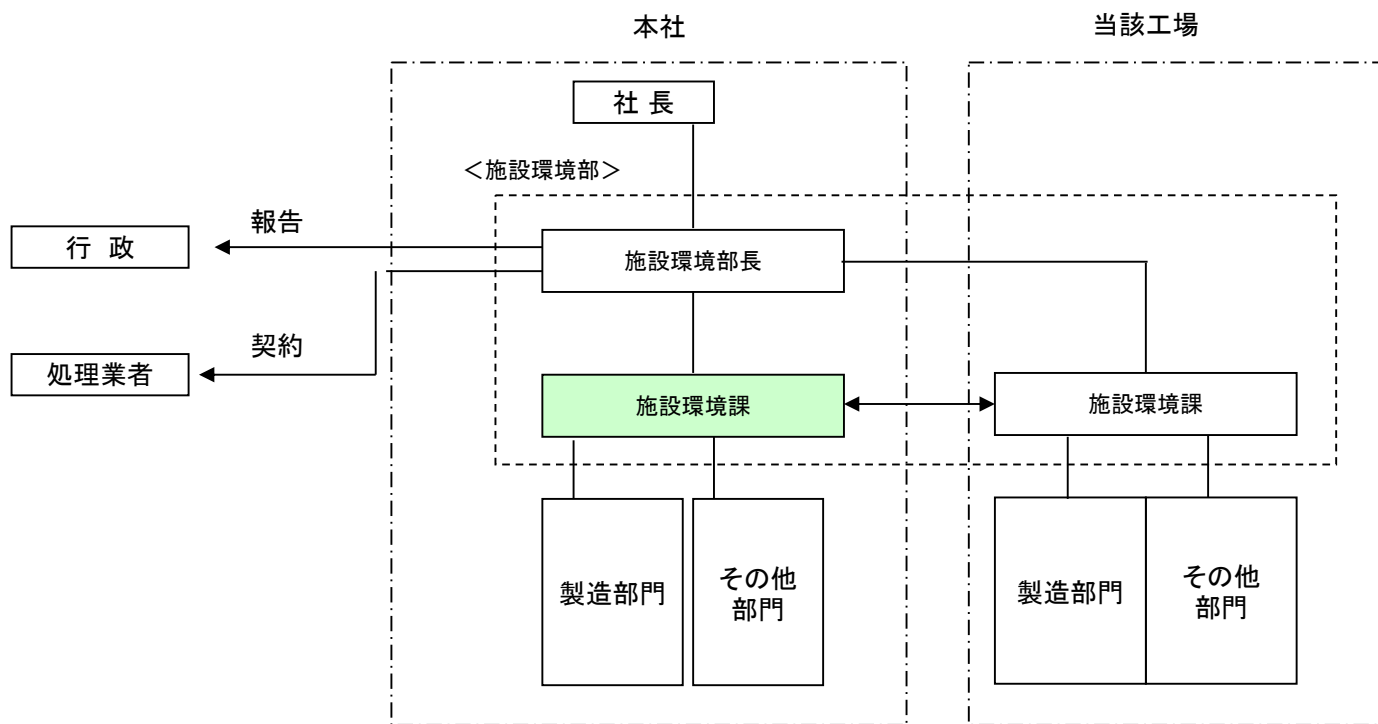 本社
当該工場
社 長
＜施設環境部＞
報告
行 政
施設環境部長
契約
処理業者
施設環境課
施設環境課
製造部門
その他
部門
製造部門
その他
部門